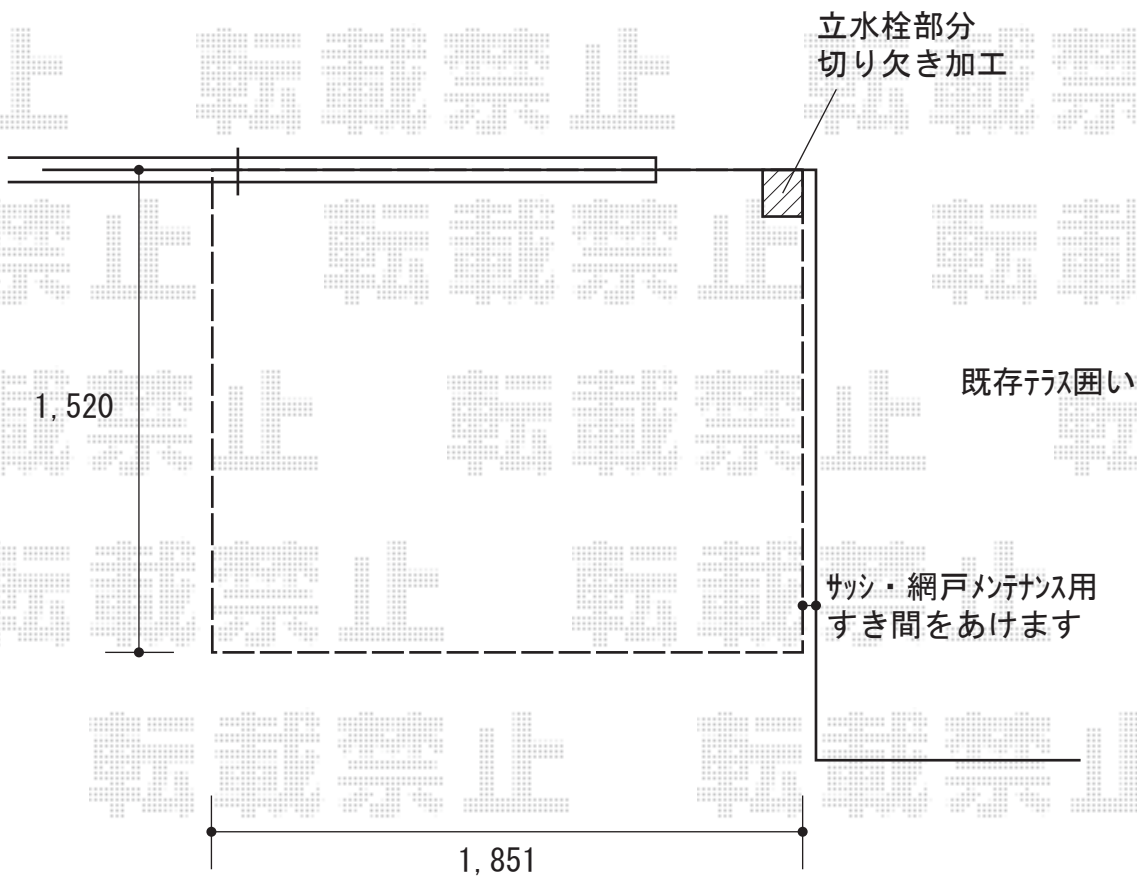 立水栓部分
切り欠き加工
1,520
既存ﾃﾗｽ囲い
ｻｯｼ・網戸ﾒﾝﾃﾅﾝｽ用
すき間をあけます
1,851
転載禁止